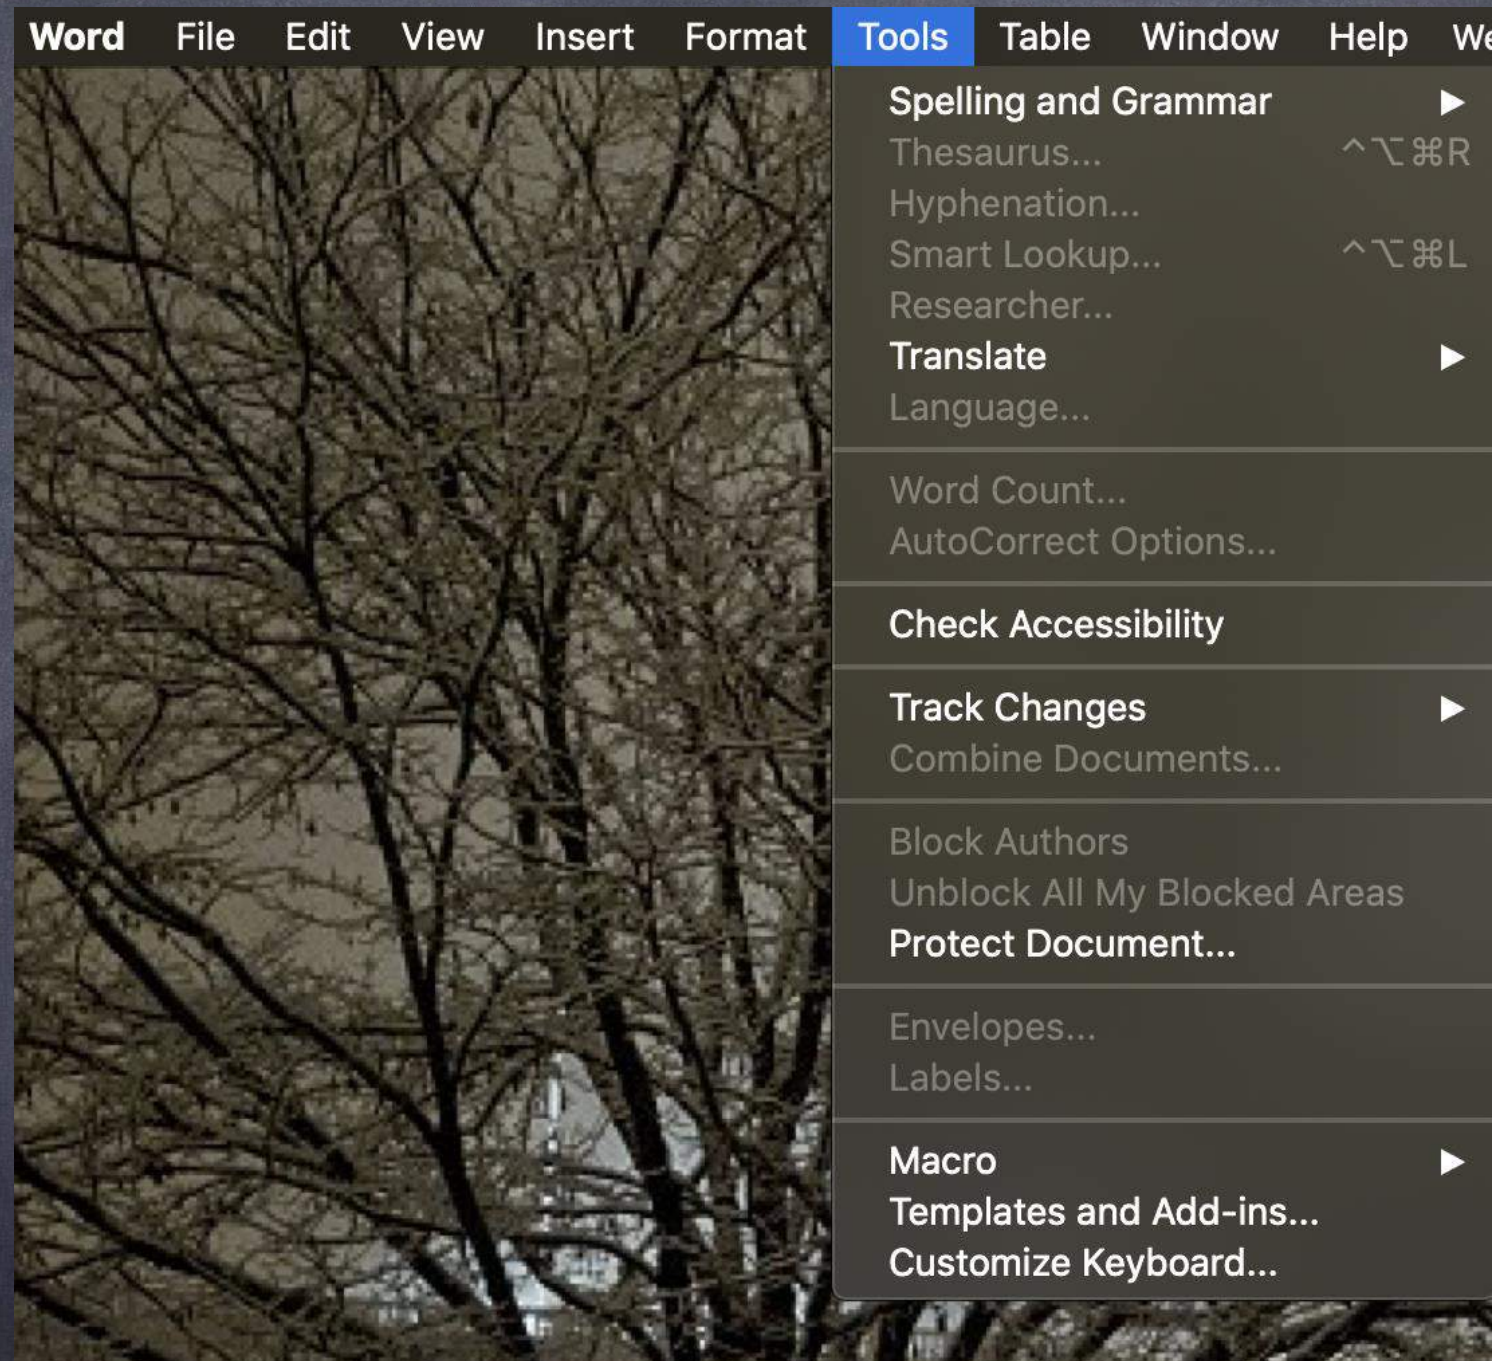 Word File Edit View Insert Format Tools Table Window Help We
Spelling and Grammar ▶
Thesaurus... ^⌥⌘R
Hyphenation...
Smart Lookup... ^⌥⌘L
Researcher...
Translate ▶
Language...
Word Count...
AutoCorrect Options...
Check Accessibility
Track Changes ▶
Combine Documents...
Block Authors
Unblock All My Blocked Areas
Protect Document...
Envelopes...
Labels...
Macro ▶
Templates and Add-ins...
Customize Keyboard...